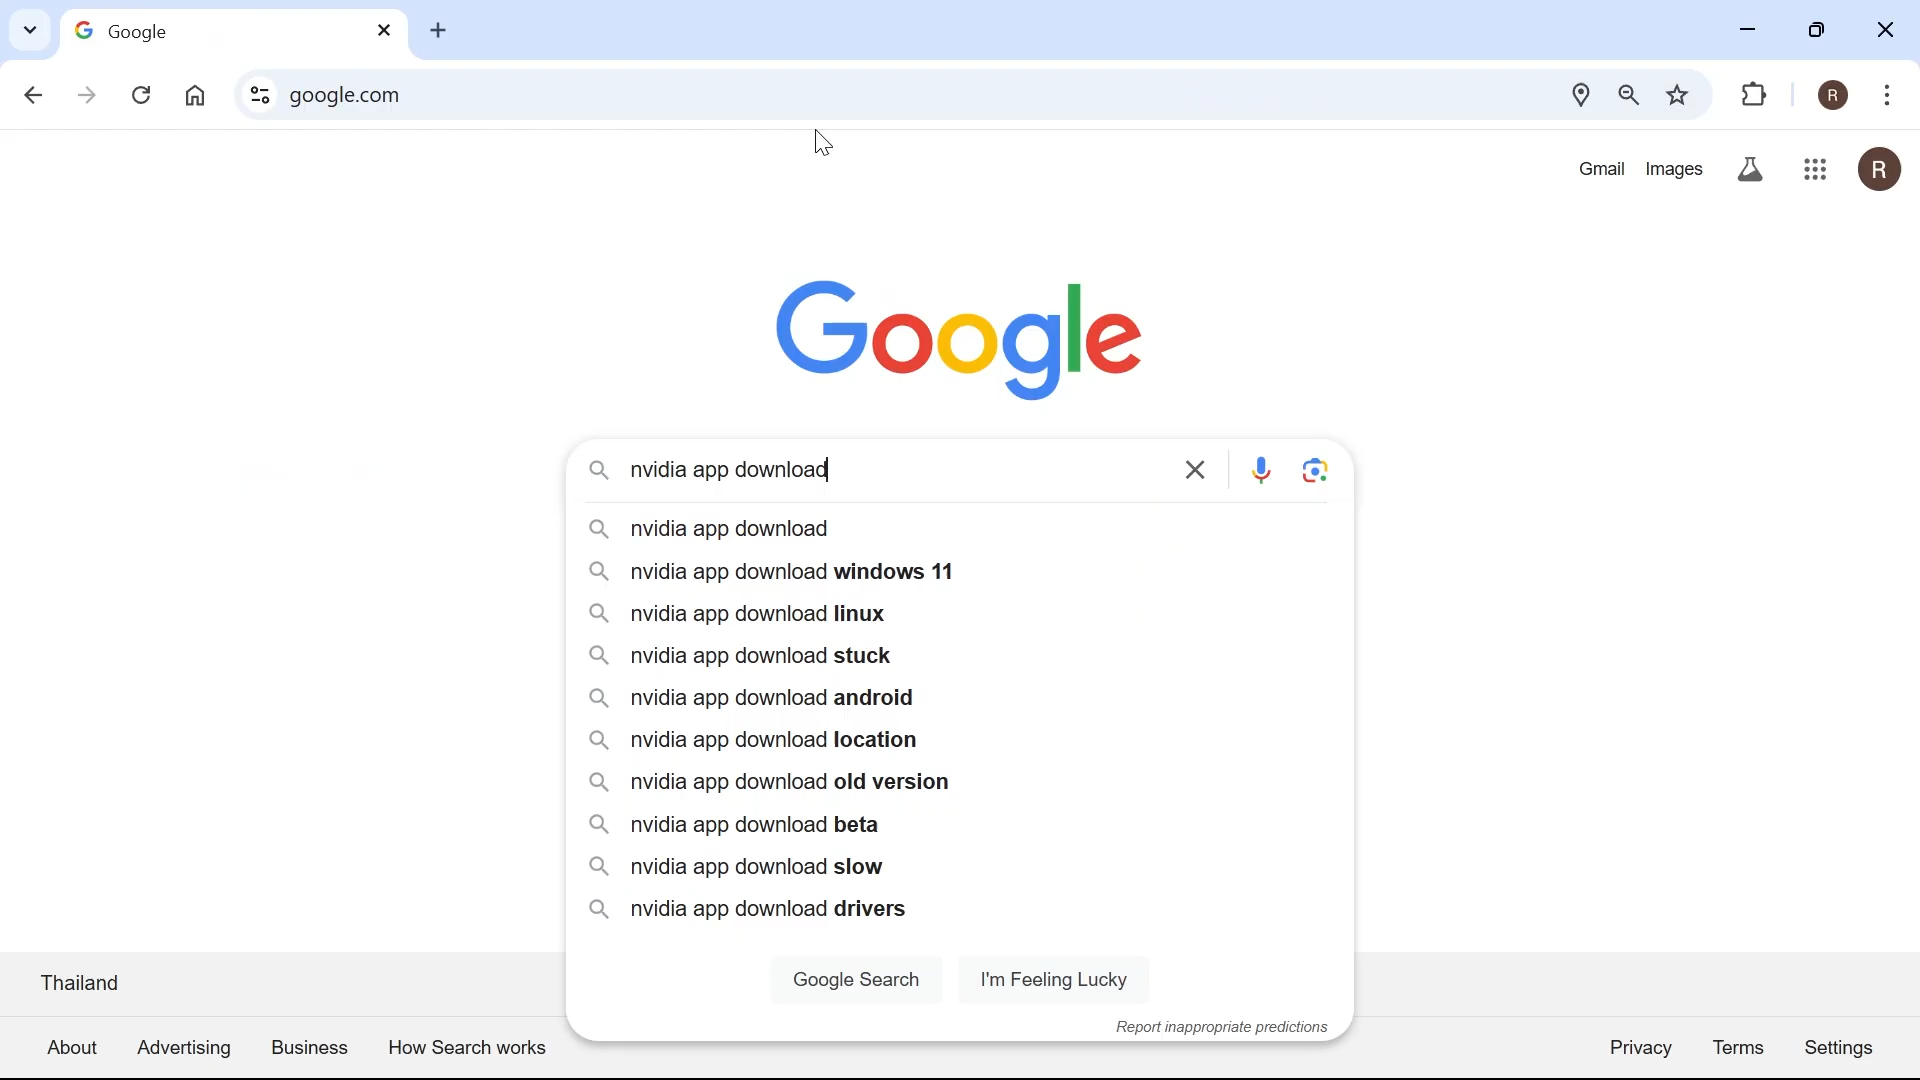 Google
google.com
R
Gmail Images
R
Google
nvidia app download
nvidia app download
nvidia app download windows 11
nvidia app download linux
nvidia app download stuck
nvidia app download android
nvidia app download location
nvidia app download old version
nvidia app download beta
nvidia app download slow
nvidia app download drivers
Google Search I'm Feeling Lucky
Thailand
Report inappropriate predictions
About Advertising Business How Search works Privacy Terms Settings